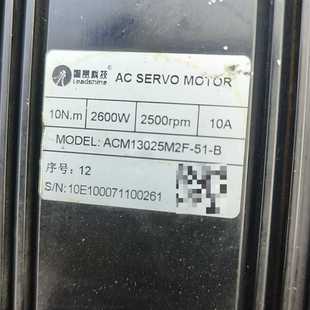 雷赛科技
Leadshine
AC SERVO MOTOR
10N.m 2600W 2500rpm 10A
MODEL: ACM13025M2F-51-B
序号: 12
S/N: 10E100071100261